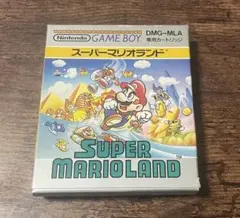 Nintendo GAME BOY
DMG-MLA
専用カートリッジ
スーパーマリオランド
SUPER
MARIOLAND